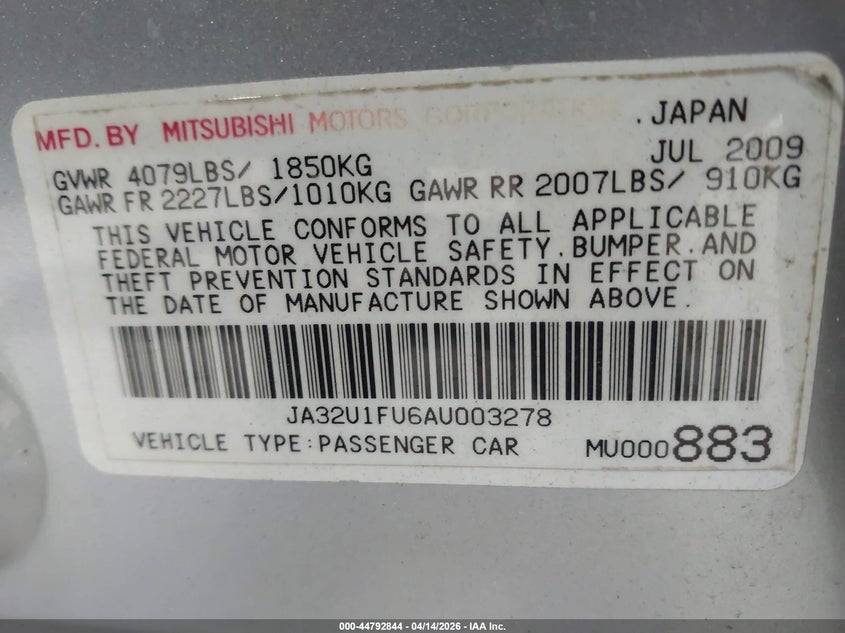 MFD. BY MITSUBISHI MOTORS CORPORATION . JAPAN
GVWR 4079LBS/ 1850KG JUL 2009
GAWR FR 2227LBS/1010KG GAWR RR 2007LBS/ 910KG
THIS VEHICLE CONFORMS TO ALL APPLICABLE
FEDERAL MOTOR VEHICLE SAFETY.BUMPER.AND
THEFT PREVENTION STANDARDS IN EFFECT ON
THE DATE OF MANUFACTURE SHOWN ABOVE.
JA32U1FU6AU003278
VEHICLE TYPE:PASSENGER CAR MU000883
000-44792844 | 04/14/2026 - IAA Inc.